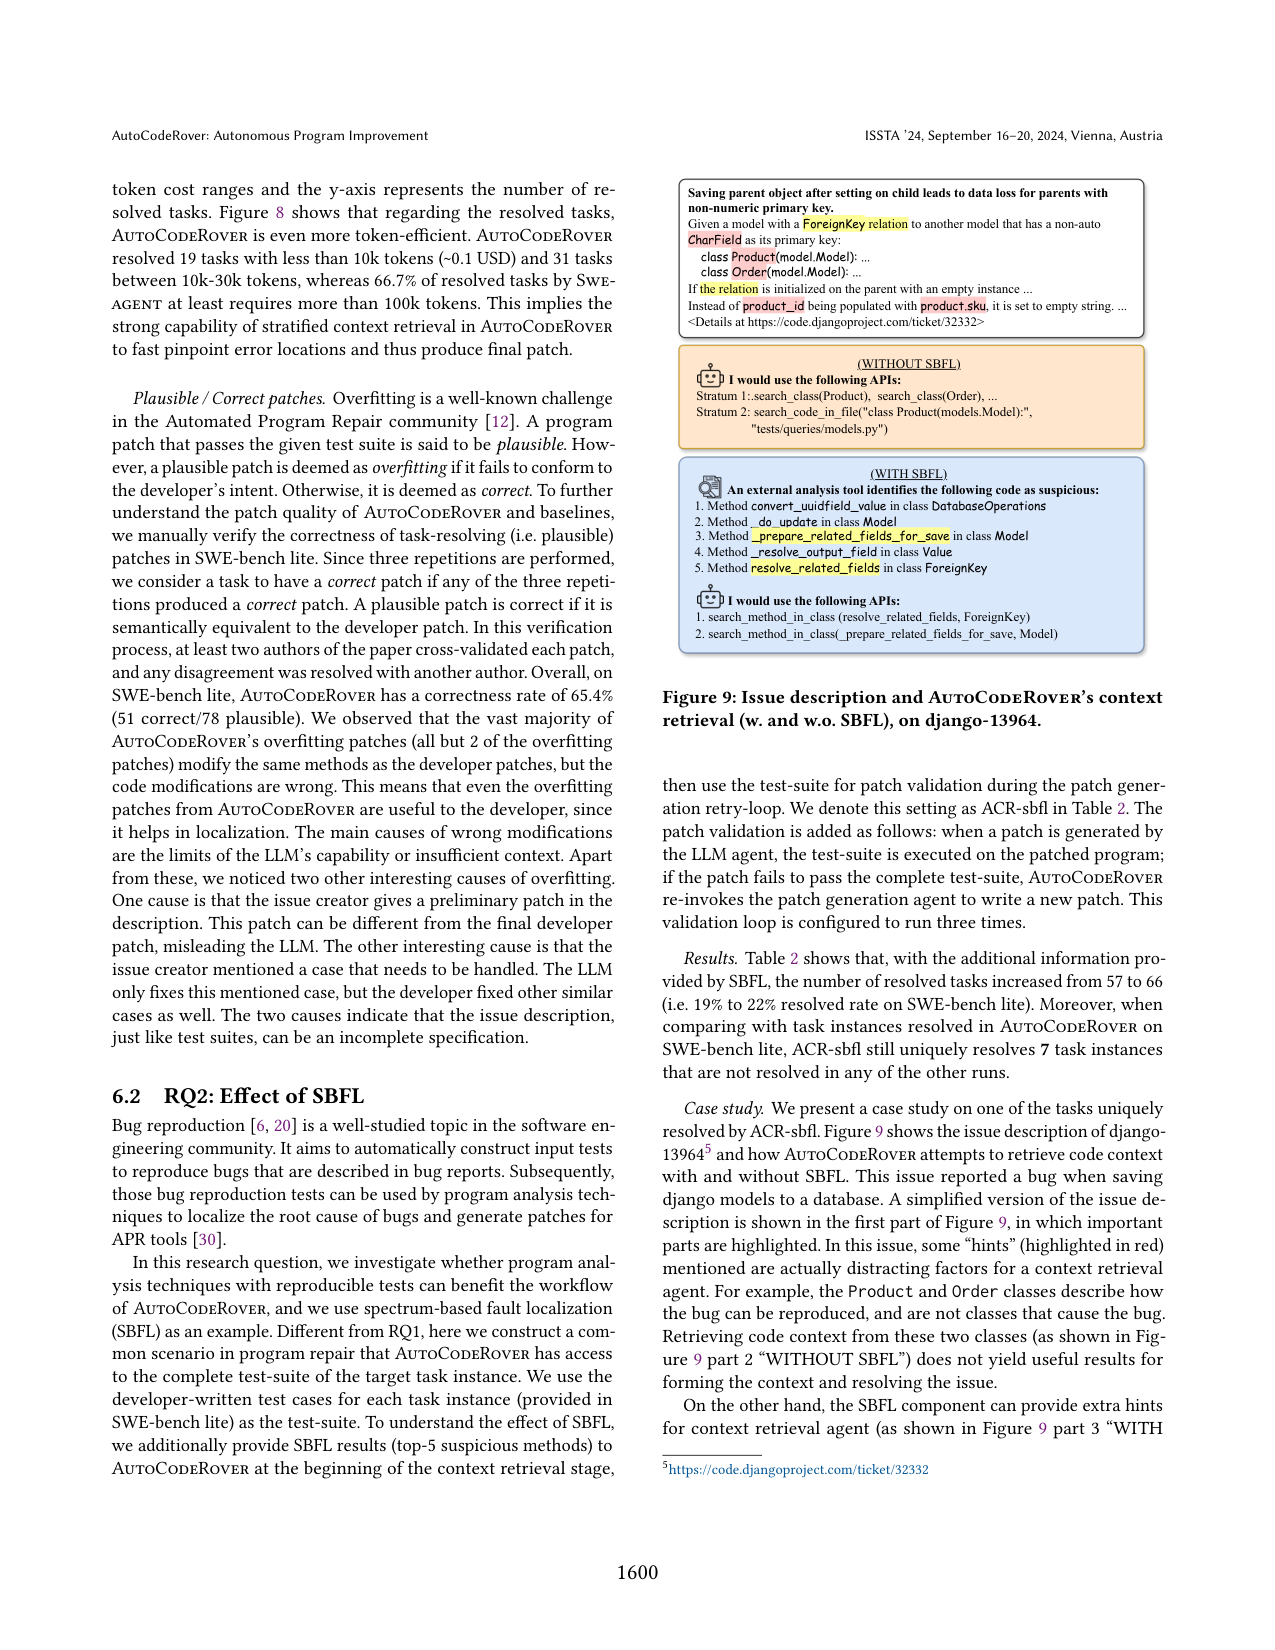 AutoCodeRover: Autonomous Program Improvement
ISSTA ’24, September 16–20, 2024, Vienna, Austria
token cost ranges and the y-axis represents the number of re-
solved tasks. Figure 8 shows that regarding the resolved tasks,
AutoCodeRover is even more token-efficient. AutoCodeRover
resolved 19 tasks with less than 10k tokens (~0.1 USD) and 31 tasks
between 10k-30k tokens, whereas 66.7% of resolved tasks by Swe-
agent at least requires more than 100k tokens. This implies the
strong capability of stratified context retrieval in AutoCodeRover
to fast pinpoint error locations and thus produce final patch.
Plausible / Correct patches. Overfitting is a well-known challenge
in the Automated Program Repair community [12]. A program
patch that passes the given test suite is said to be plausible. How-
ever, a plausible patch is deemed as overfitting if it fails to conform to
the developer’s intent. Otherwise, it is deemed as correct. To further
understand the patch quality of AutoCodeRover and baselines,
we manually verify the correctness of task-resolving (i.e. plausible)
patches in SWE-bench lite. Since three repetitions are performed,
we consider a task to have a correct patch if any of the three repeti-
tions produced a correct patch. A plausible patch is correct if it is
semantically equivalent to the developer patch. In this verification
process, at least two authors of the paper cross-validated each patch,
and any disagreement was resolved with another author. Overall, on
SWE-bench lite, AutoCodeRover has a correctness rate of 65.4%
(51 correct/78 plausible). We observed that the vast majority of
AutoCodeRover’s overfitting patches (all but 2 of the overfitting
patches) modify the same methods as the developer patches, but the
code modifications are wrong. This means that even the overfitting
patches from AutoCodeRover are useful to the developer, since
it helps in localization. The main causes of wrong modifications
are the limits of the LLM’s capability or insufficient context. Apart
from these, we noticed two other interesting causes of overfitting.
One cause is that the issue creator gives a preliminary patch in the
description. This patch can be different from the final developer
patch, misleading the LLM. The other interesting cause is that the
issue creator mentioned a case that needs to be handled. The LLM
only fixes this mentioned case, but the developer fixed other similar
cases as well. The two causes indicate that the issue description,
just like test suites, can be an incomplete specification.
6.2 RQ2: Effect of SBFL
Bug reproduction [6, 20] is a well-studied topic in the software en-
gineering community. It aims to automatically construct input tests
to reproduce bugs that are described in bug reports. Subsequently,
those bug reproduction tests can be used by program analysis tech-
niques to localize the root cause of bugs and generate patches for
APR tools [30].
In this research question, we investigate whether program anal-
ysis techniques with reproducible tests can benefit the workflow
of AutoCodeRover, and we use spectrum-based fault localization
(SBFL) as an example. Different from RQ1, here we construct a com-
mon scenario in program repair that AutoCodeRover has access
to the complete test-suite of the target task instance. We use the
developer-written test cases for each task instance (provided in
SWE-bench lite) as the test-suite. To understand the effect of SBFL,
we additionally provide SBFL results (top-5 suspicious methods) to
AutoCodeRover at the beginning of the context retrieval stage,
Saving parent object after setting on child leads to data loss for parents with
non-numeric primary key.
Given a model with a ForeignKey relation to another model that has a non-auto
CharField as its primary key:
class Product(model.Model): ...
class Order(model.Model): ...
If the relation is initialized on the parent with an empty instance ...
Instead of product_id being populated with product.sku, it is set to empty string. ...
<Details at https://code.djangoproject.com/ticket/32332>
(WITHOUT SBFL)
I would use the following APIs:
Stratum 1:.search_class(Product), search_class(Order), ...
Stratum 2: search_code_in_file("class Product(models.Model):",
"tests/queries/models.py")
(WITH SBFL)
An external analysis tool identifies the following code as suspicious:
1. Method convert_uuidfield_value in class DatabaseOperations
2. Method _do_update in class Model
3. Method _prepare_related_fields_for_save in class Model
4. Method _resolve_output_field in class Value
5. Method resolve_related_fields in class ForeignKey
I would use the following APIs:
1. search_method_in_class (resolve_related_fields, ForeignKey)
2. search_method_in_class(_prepare_related_fields_for_save, Model)
Figure 9: Issue description and AutoCodeRover’s context
retrieval (w. and w.o. SBFL), on django-13964.
then use the test-suite for patch validation during the patch gener-
ation retry-loop. We denote this setting as ACR-sbfl in Table 2. The
patch validation is added as follows: when a patch is generated by
the LLM agent, the test-suite is executed on the patched program;
if the patch fails to pass the complete test-suite, AutoCodeRover
re-invokes the patch generation agent to write a new patch. This
validation loop is configured to run three times.
Results. Table 2 shows that, with the additional information pro-
vided by SBFL, the number of resolved tasks increased from 57 to 66
(i.e. 19% to 22% resolved rate on SWE-bench lite). Moreover, when
comparing with task instances resolved in AutoCodeRover on
SWE-bench lite, ACR-sbfl still uniquely resolves 7 task instances
that are not resolved in any of the other runs.
Case study. We present a case study on one of the tasks uniquely
resolved by ACR-sbfl. Figure 9 shows the issue description of django-
13964⁵ and how AutoCodeRover attempts to retrieve code context
with and without SBFL. This issue reported a bug when saving
django models to a database. A simplified version of the issue de-
scription is shown in the first part of Figure 9, in which important
parts are highlighted. In this issue, some “hints” (highlighted in red)
mentioned are actually distracting factors for a context retrieval
agent. For example, the Product and Order classes describe how
the bug can be reproduced, and are not classes that cause the bug.
Retrieving code context from these two classes (as shown in Fig-
ure 9 part 2 “WITHOUT SBFL”) does not yield useful results for
forming the context and resolving the issue.
On the other hand, the SBFL component can provide extra hints
for context retrieval agent (as shown in Figure 9 part 3 “WITH
⁵https://code.djangoproject.com/ticket/32332
1600